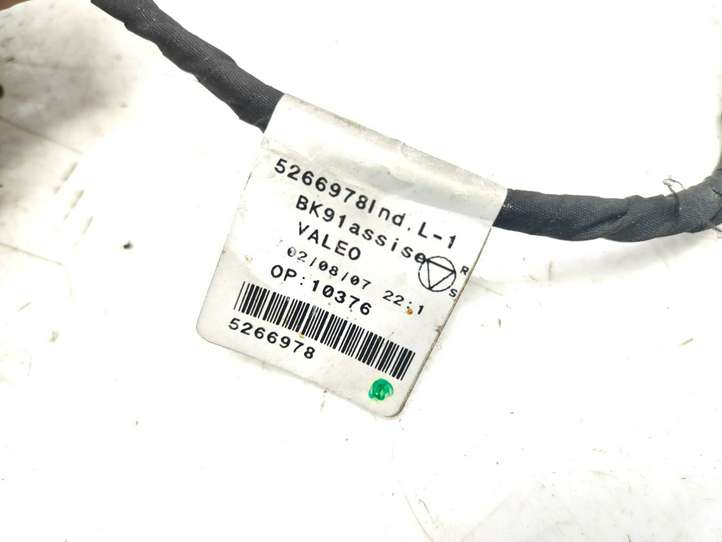 5266978Ind.L-1
BK91assise
VALEO
R
S
02/08/07 22:1
OP:10376
5266978